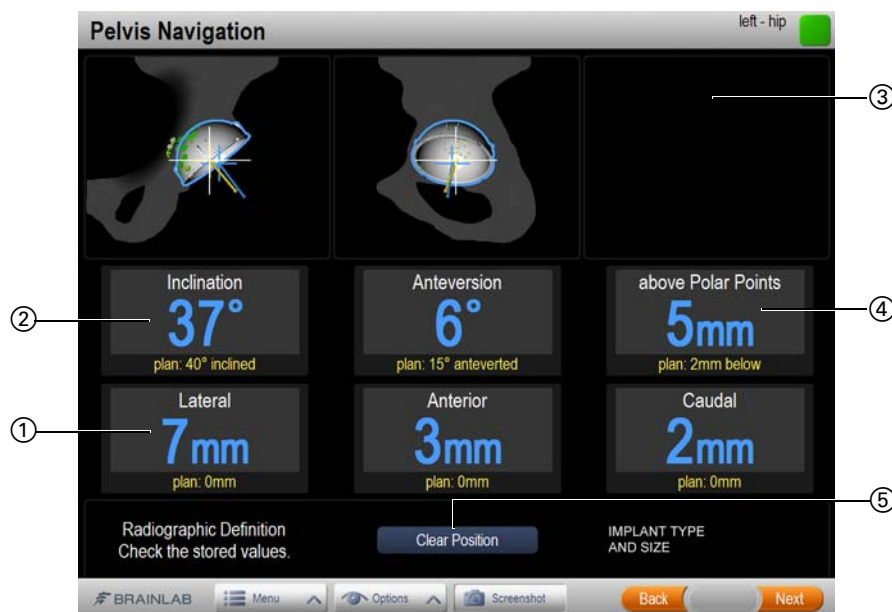 Pelvis Navigation
left - hip
③
Inclination
Anteversion
above Polar Points
②
37°
6°
5mm
④
plan: 40° inclined
plan: 15° anteverted
plan: 2mm below
Lateral
Anterior
Caudal
①
7mm
3mm
2mm
plan: 0mm
plan: 0mm
plan: 0mm
⑤
Radiographic Definition
Check the stored values.
Clear Position
IMPLANT TYPE
AND SIZE
BRAINLAB
Menu
Options
Screenshot
Back
Next